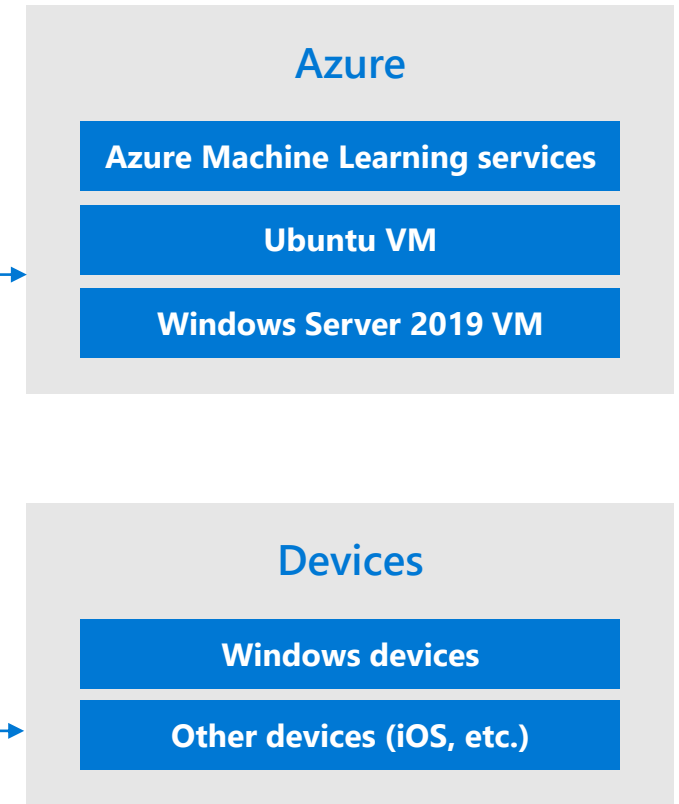 Azure
Azure Machine Learning services
Ubuntu VM
Windows Server 2019 VM
Devices
Windows devices
Other devices (iOS, etc.)